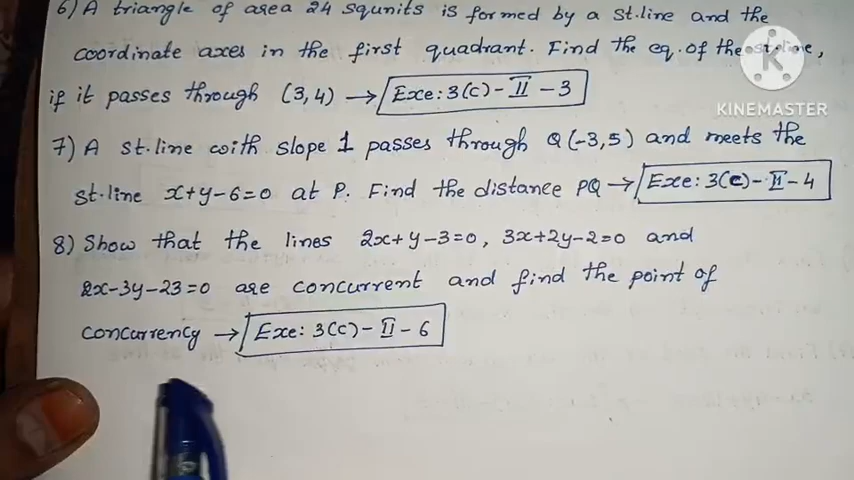 6) A triangle of area 24 sq units is formed by a st.line and the
coordinate axes in the first quadrant. Find the eq. of the st.line,
if it passes through (3,4) → Exe: 3(c) - II - 3
KINEMASTER
7) A st.line with slope 1 passes through Q(-3,5) and meets the
st.line x+y-6=0 at P. Find the distance PQ → Exe: 3(c) - II - 4
8) Show that the lines 2x+y-3=0, 3x+2y-2=0 and
2x-3y-23=0 are concurrent and find the point of
concurrency → Exe: 3(c) - II - 6